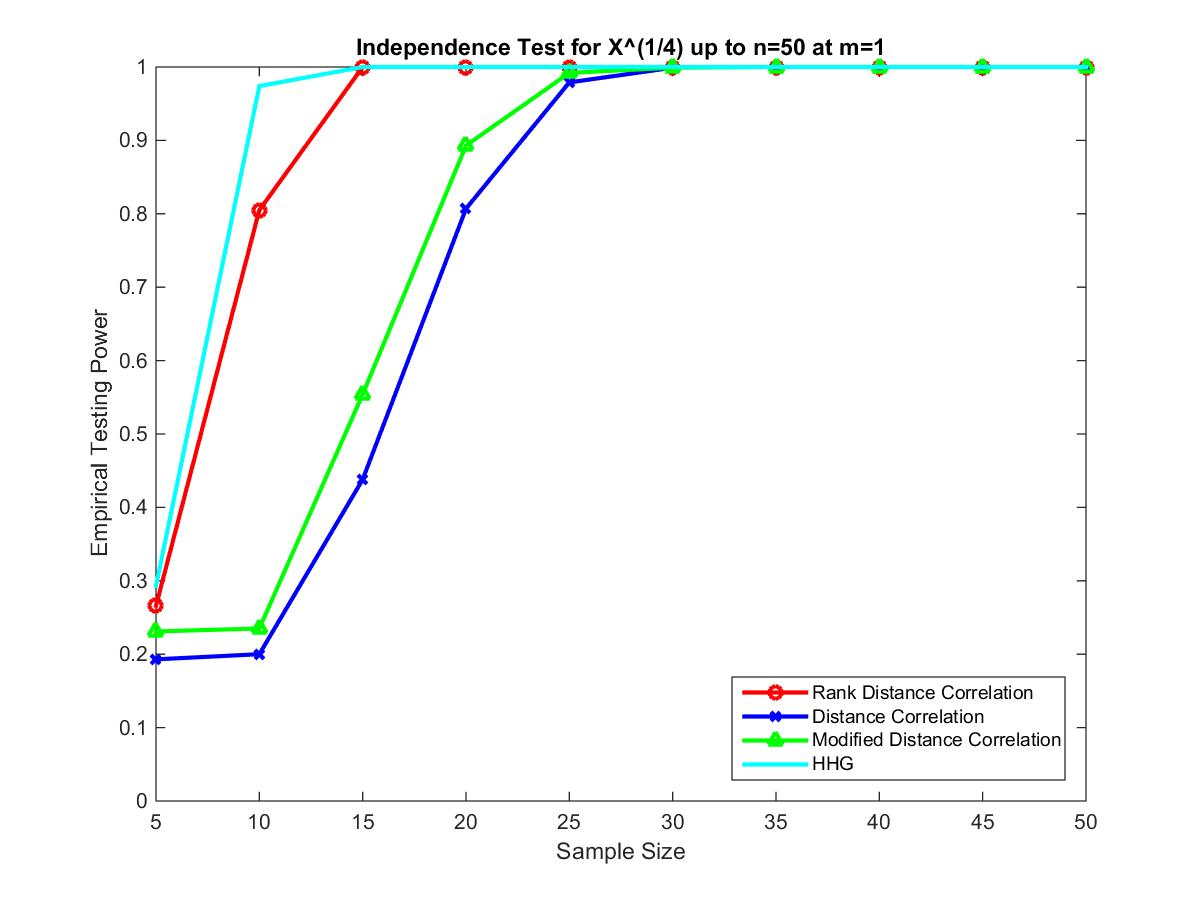 Independence Test for X^(1/4) up to n=50 at m=1
1
0.9
0.8
0.7
0.6
0.5
0.4
0.3
0.2
0.1
0
Empirical Testing Power
5 10 15 20 25 30 35 40 45 50
Sample Size
Rank Distance Correlation
Distance Correlation
Modified Distance Correlation
HHG